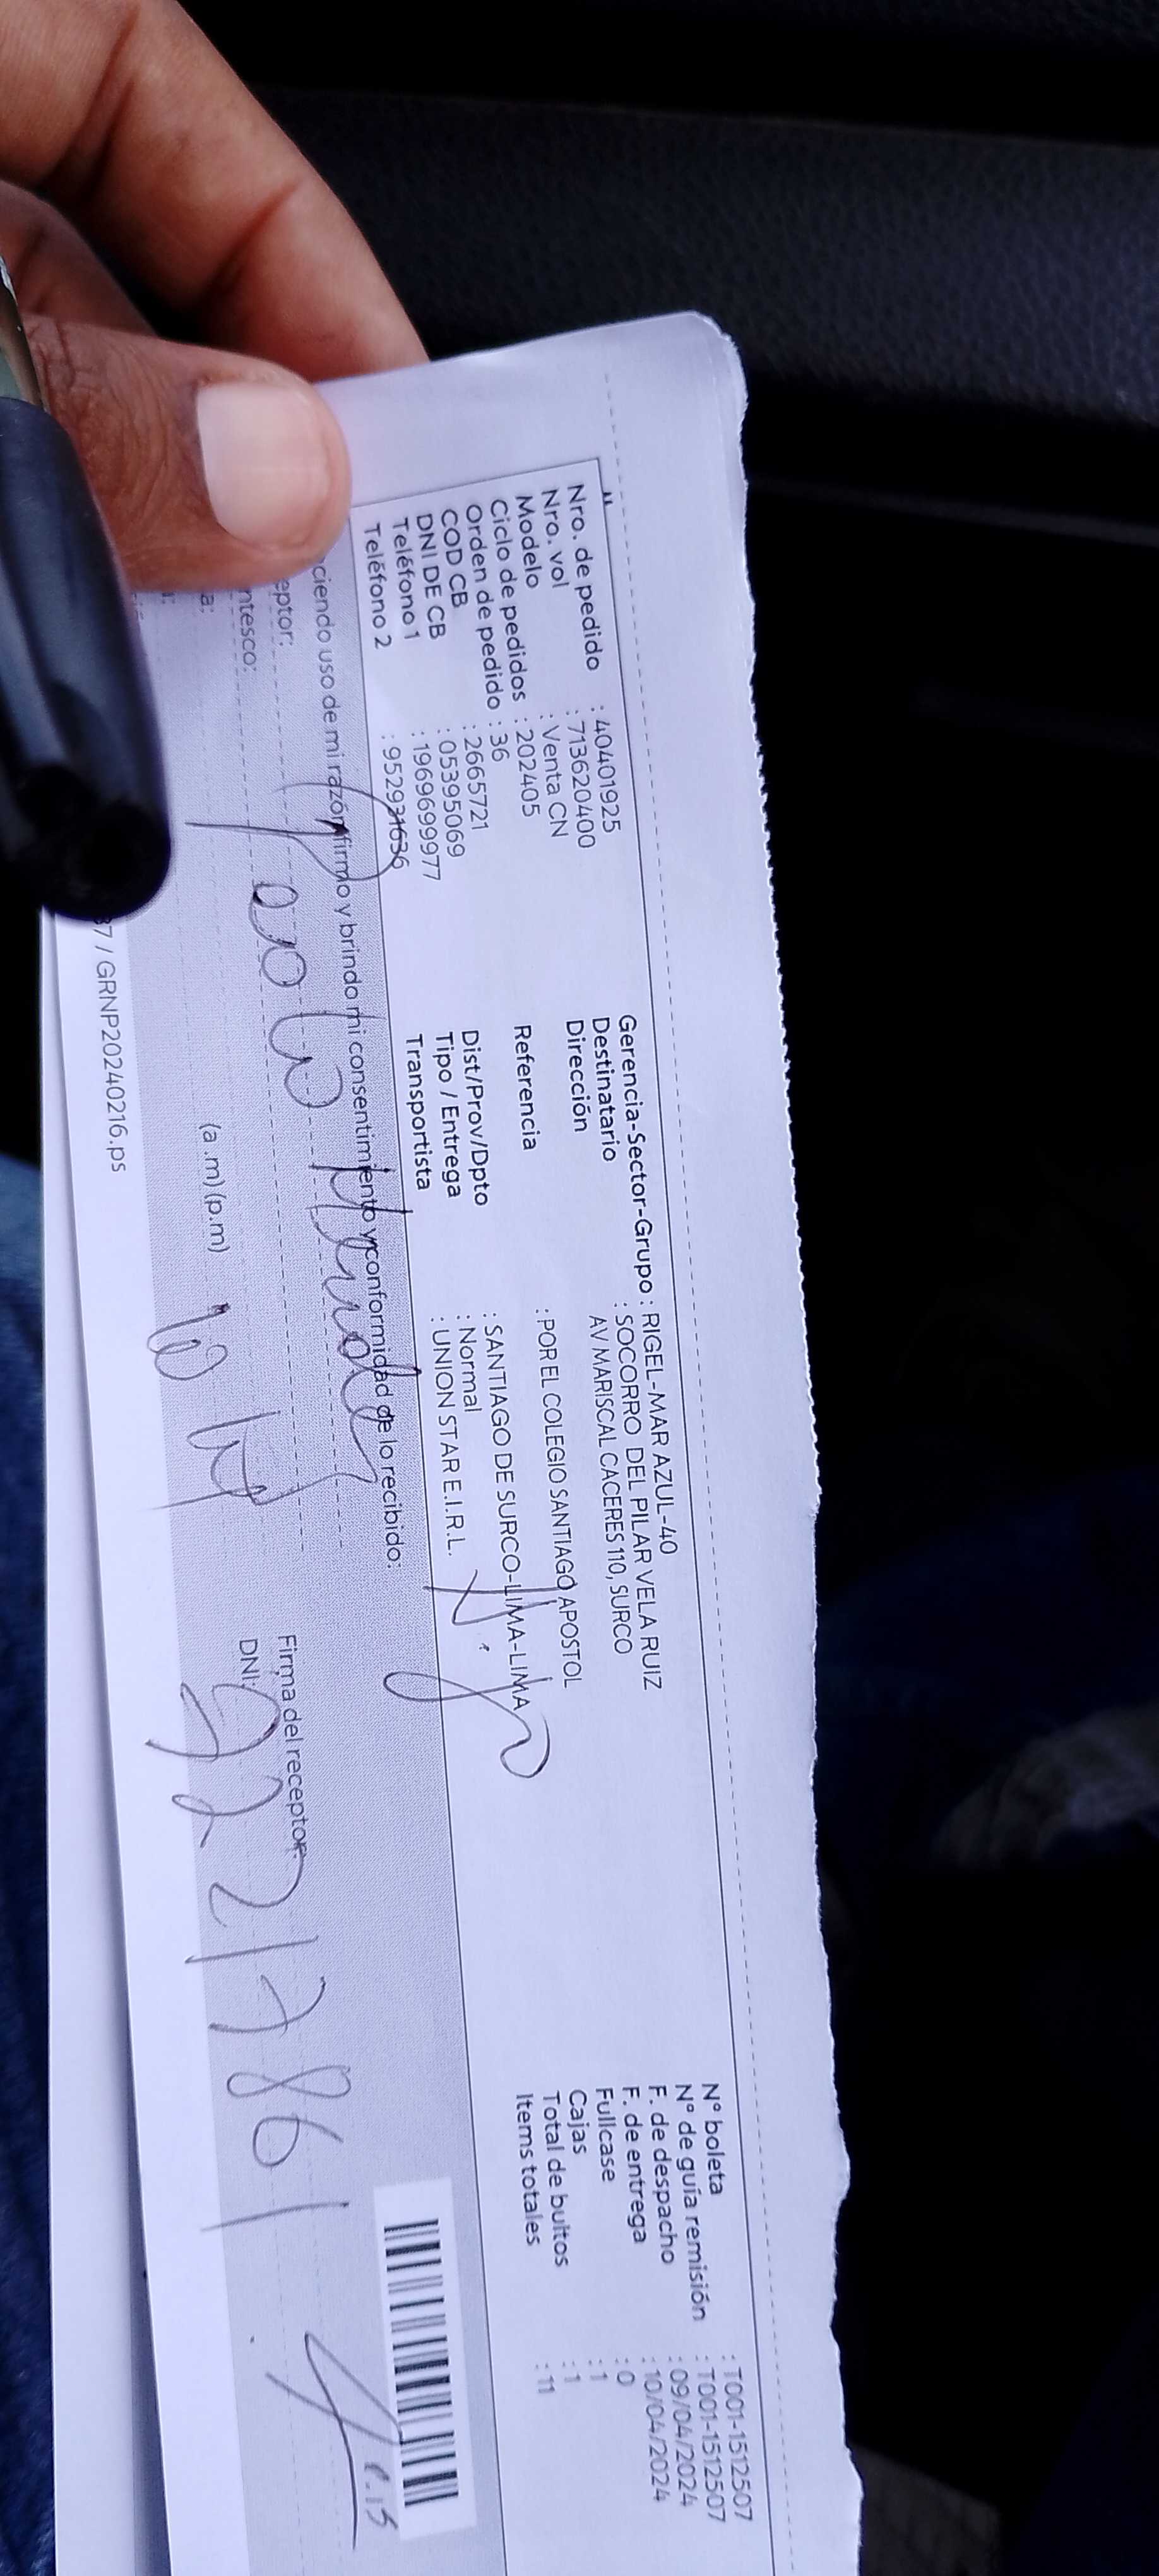 Nro. de pedido : 40401925
Nro. vol : 713620400
Modelo : Venta CN
Ciclo de pedidos : 202405
Orden de pedido : 36
COD CB : 2665721
DNI DE CB : 05395069
Teléfono 1 : 1969699977
Teléfono 2 : 952931636
Gerencia-Sector-Grupo : RIGEL-MAR AZUL-40
Destinatario : SOCORRO DEL PILAR VELA RUIZ
Dirección AV MARISCAL CACERES 110, SURCO
Referencia : POR EL COLEGIO SANTIAGO APOSTOL
Dist/Prov/Dpto : SANTIAGO DE SURCO-LIMA-LIMA
Tipo / Entrega : Normal
Transportista : UNION STAR E.I.R.L.
N° boleta : T001-1512507
N° de guía remisión : T001-1512507
F. de despacho : 09/04/2024
F. de entrega : 10/04/2024
Fullcase : 0
Cajas : 1
Total de bultos : 1
Items totales : 11
ciendo uso de mi razón firmo y brindo mi consentimiento y conformidad de lo recibido:
eptor:
ntesco:
a:
(a.m) (p.m)
Firma del receptor:
DNI:
37 / GRNP20240216.ps